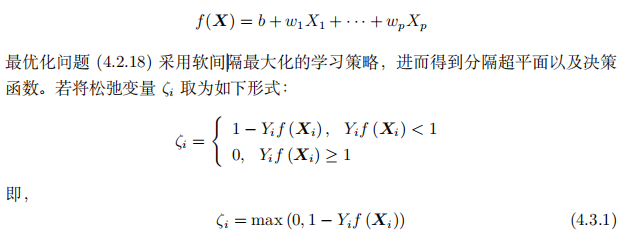 f(X) = b + w₁X₁ + ··· + wₚXₚ
最优化问题 (4.2.18) 采用软间隔最大化的学习策略，进而得到分隔超平面以及决策
函数。若将松弛变量 ζᵢ 取为如下形式：
ζᵢ = { 1 − Yᵢf (Xᵢ), Yᵢf (Xᵢ) < 1
0, Yᵢf (Xᵢ) ≥ 1
即，
ζᵢ = max (0, 1 − Yᵢf (Xᵢ)) (4.3.1)